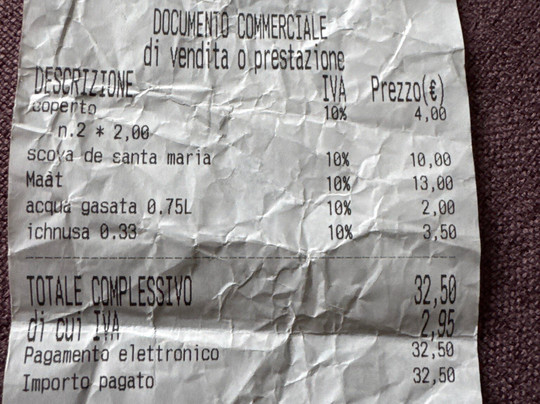 DOCUMENTO COMMERCIALE
di vendita o prestazione
DESCRIZIONE IVA Prezzo(€)
coperto 10% 4,00
n.2 * 2,00
scova de santa maria 10% 10,00
Maàt 10% 13,00
acqua gasata 0.75L 10% 2,00
ichnusa 0.33 10% 3,50
TOTALE COMPLESSIVO 32,50
di cui IVA 2,95
Pagamento elettronico 32,50
Importo pagato 32,50